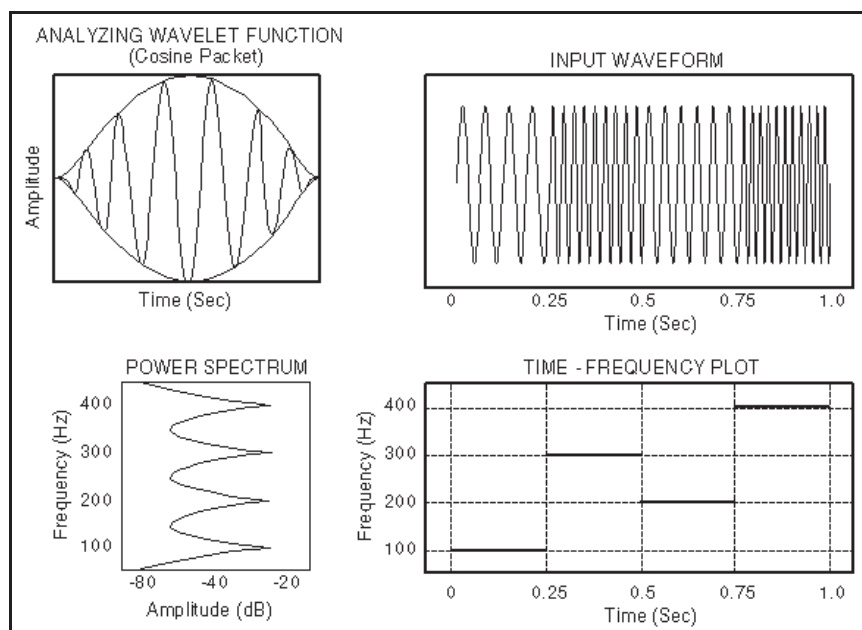 ANALYZING WAVELET FUNCTION
(Cosine Packet)
Amplitude
Time (Sec)
INPUT WAVEFORM
0 0.25 0.5 0.75 1.0
Time (Sec)
POWER SPECTRUM
Frequency (Hz)
400
300
200
100
-80 -40 -20
Amplitude (dB)
TIME - FREQUENCY PLOT
Frequency (Hz)
400
300
200
100
0 0.25 0.5 0.75 1.0
Time (Sec)